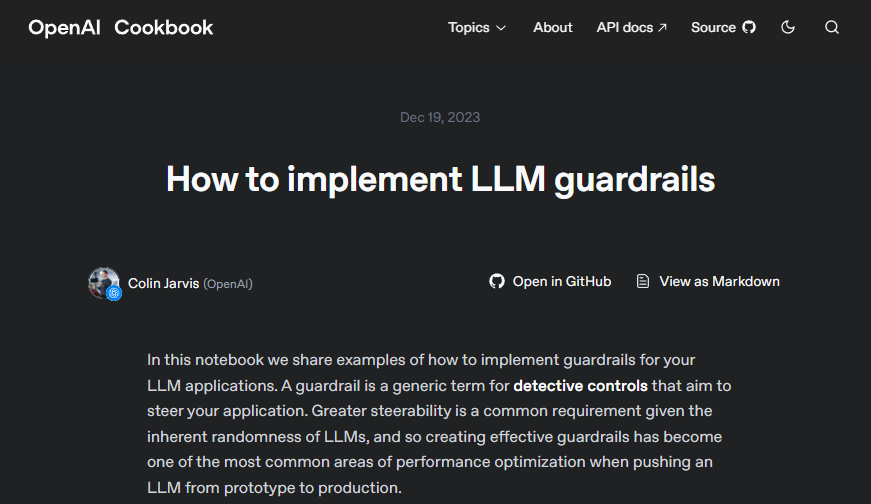 OpenAI Cookbook Topics About API docs ↗ Source
Dec 19, 2023
How to implement LLM guardrails
Colin Jarvis (OpenAI) Open in GitHub View as Markdown
In this notebook we share examples of how to implement guardrails for your
LLM applications. A guardrail is a generic term for detective controls that aim to
steer your application. Greater steerability is a common requirement given the
inherent randomness of LLMs, and so creating effective guardrails has become
one of the most common areas of performance optimization when pushing an
LLM from prototype to production.